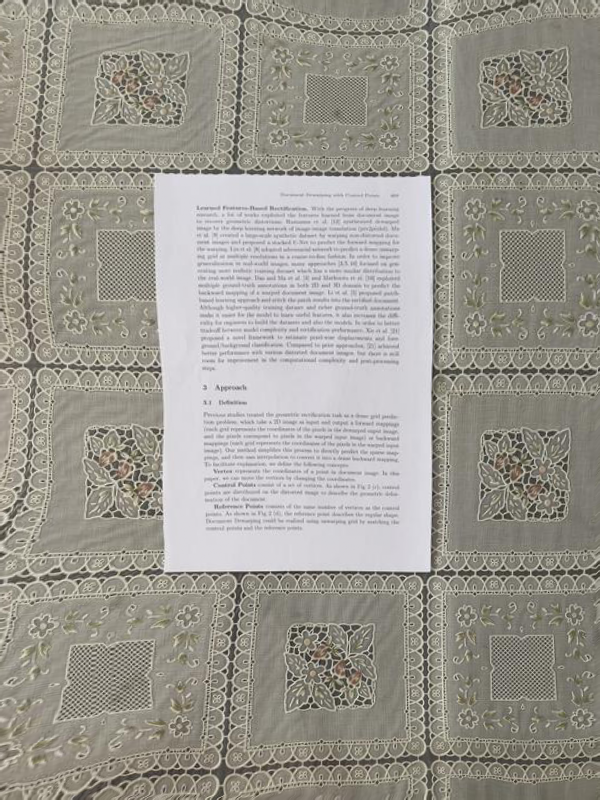 Document Dewarping with Control Points
Learned Features-Based Rectification. With the progress of deep learning
research, a lot of works exploited the features learned from document image
to recover geometric distortions. Ramanna et al. [12] synthesized dewarped
image by the deep learning network of image-image translation (pix2pixhd). Ma
et al. [9] created a large-scale synthetic dataset by warping non-distorted docu-
ment images and proposed a stacked U-Net to predict the forward mapping for
the warping. Liu et al. [8] adopted adversarial network to predict a dense unwarp-
ing grid at multiple resolutions in a coarse-to-fine fashion. In order to improve
generalization in real-world images, many approaches focused on gen-
erating more realistic training dataset which has a more similar distribution to
the real-world image. Das and Ma et al. and Markovitz et al. [10] exploited
multiple ground-truth annotations in both 2D and 3D domain to predict the
backward mapping of a warped document image. Li et al. proposed patch-
based learning approach and stitch the patch results into the rectified document.
Although higher-quality training dataset and richer ground-truth annotations
make it easier for the model to learn useful features, it also increases the diffi-
culty for engineers to build the datasets and also the models. In order to better
tradeoff between model complexity and rectification performance, Xie et al. [21]
proposed a novel framework to estimate pixel-wise displacements and fore-
ground/background classification. Compared to prior approaches, [21] achieved
better performance with various distorted document images, but there is still
room for improvement in the computational complexity and post-processing
steps.
3 Approach
3.1 Definition
Previous studies treated the geometric rectification task as a dense grid predic-
tion problem, which take a 2D image as input and output a forward mappings
(each grid represents the coordinates of the pixels in the dewarped output image,
and the pixels correspond to pixels in the warped input image) or backward
mappings (each grid represents the coordinates of the pixels in the warped input
image). Our method simplifies this process to directly predict the sparse map-
pings, and then uses interpolation to convert it into a dense backward mapping.
To facilitate explanation, we define the following concepts:
Vertex represents the coordinates of a point in document image. In this
paper, we can move the vertices by changing the coordinates.
Control Points consist of a set of vertices. As shown in Fig 2 (c), control
points are distributed on the distorted image to describe the geometric defor-
mation of the document.
Reference Points consists of the same number of vertices as the control
points. As shown in Fig 2 (d), the reference point describes the regular shape.
Document Dewarping could be realized using unwarping grid by matching the
control points and the reference points.